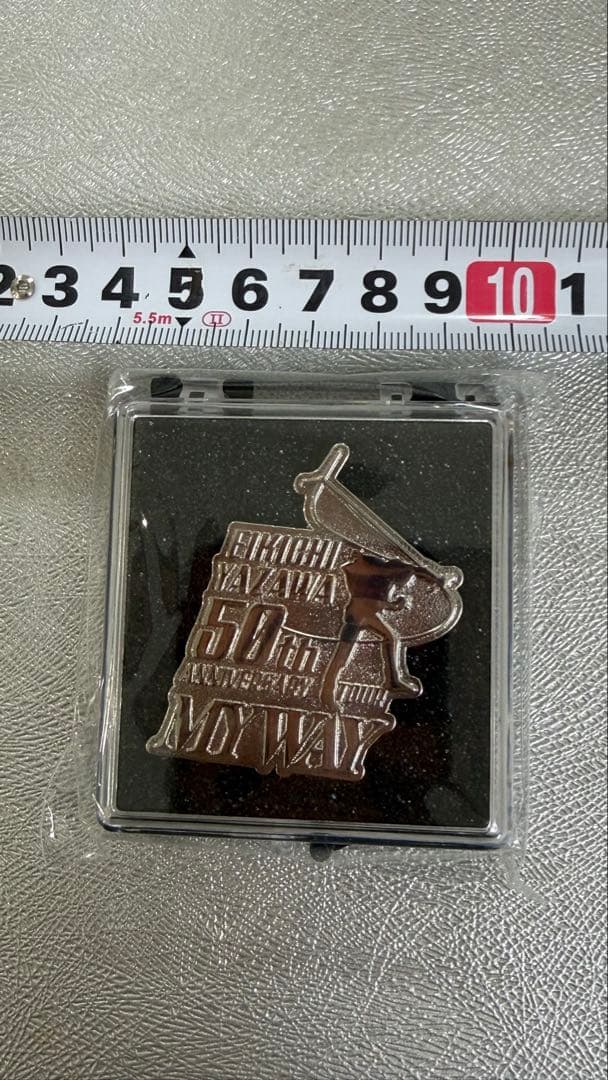 2 3 4 5 6 7 8 9 10 1
5.5m II
EIKICHI
YAZAWA
50th
ANNIVERSARY TOUR
MY WAY